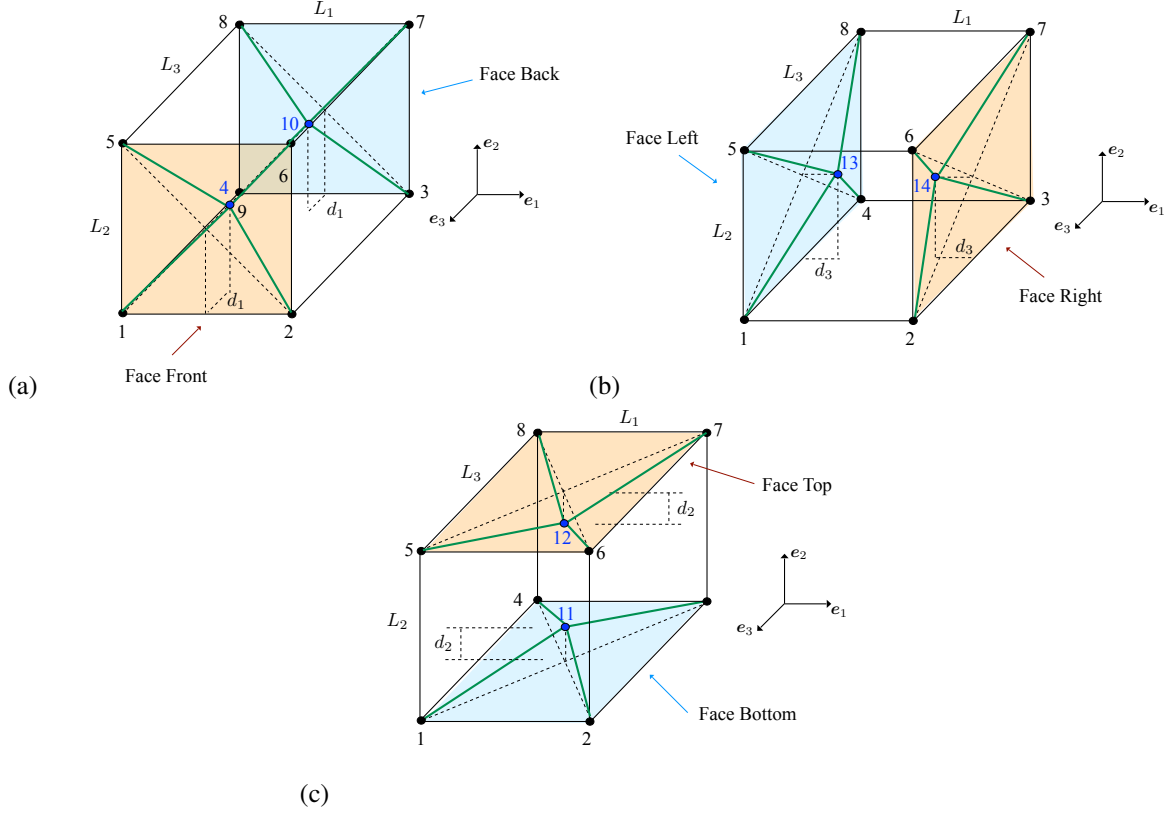 8
L₁
7
L₃
Face Back
10
5
6
e₂
4
3
9
d₁
e₁
e₃
L₂
d₁
1
2
Face Front
(a)
8
L₁
7
L₃
Face Left
5
6
13
14
e₂
4
3
e₁
e₃
L₂
d₃
d₃
1
2
Face Right
(b)
8
L₁
7
L₃
Face Top
d₂
12
5
6
e₂
4
11
e₁
e₃
L₂
d₂
1
2
Face Bottom
(c)